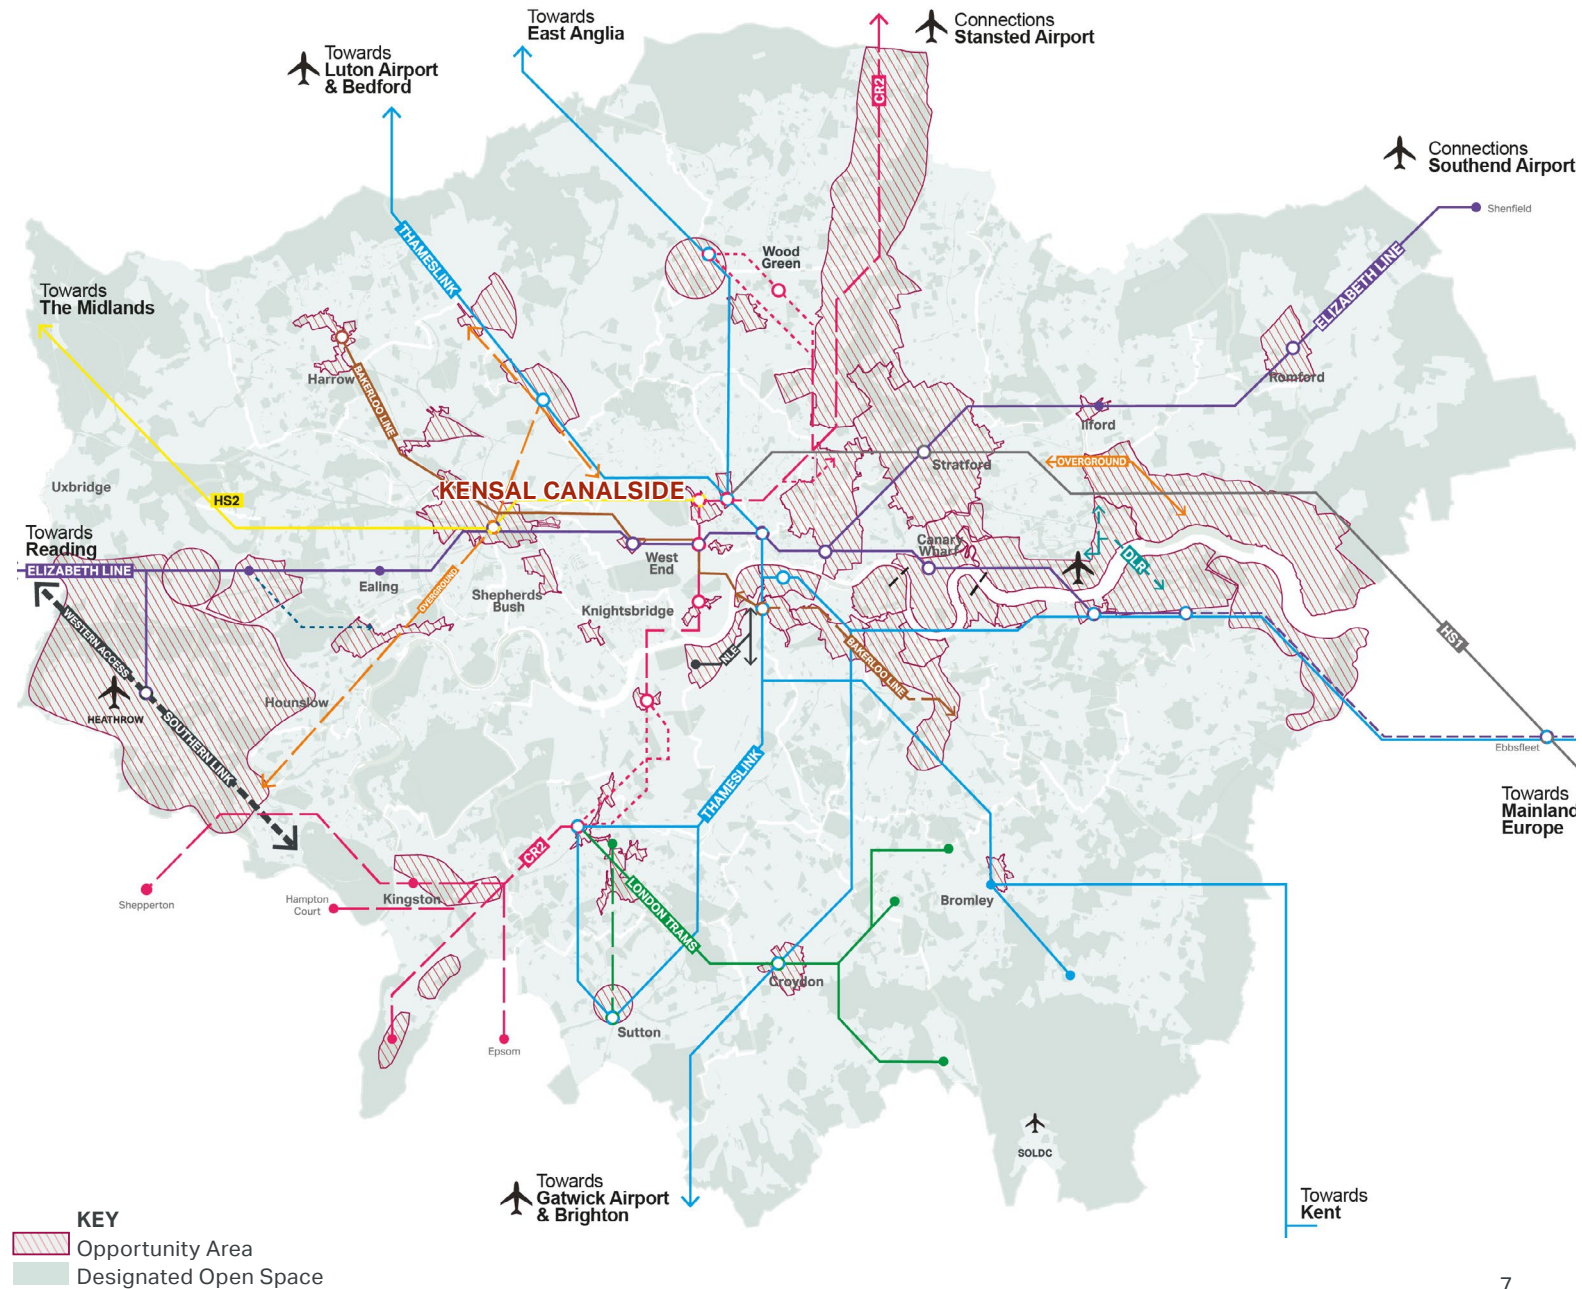 Towards
East Anglia
Connections
Stansted Airport
Towards
Luton Airport
& Bedford
CR2
Connections
Southend Airport
Shenfield
THAMESLINK
Wood
Green
ELIZABETH LINE
Towards
The Midlands
Harrow
BAKERLOO LINE
Romford
Ilford
Stratford
OVERGROUND
Uxbridge
HS2
KENSAL CANALSIDE
Towards
Reading
ELIZABETH LINE
Ealing
OVERGROUND
Shepherds
Bush
West
End
Knightsbridge
Canary
Wharf
DLR
WESTERN ACCESS
HEATHROW
SOUTHERN LINK
Hounslow
NLE
BAKERLOO LINE
HS1
Ebbsfleet
Towards
Mainland
Europe
THAMESLINK
CR2
Shepperton
Hampton
Court
Kingston
LONDON TRAMS
Bromley
Croydon
Sutton
Epsom
SOLDC
Towards
Gatwick Airport
& Brighton
Towards
Kent
KEY
Opportunity Area
Designated Open Space
7